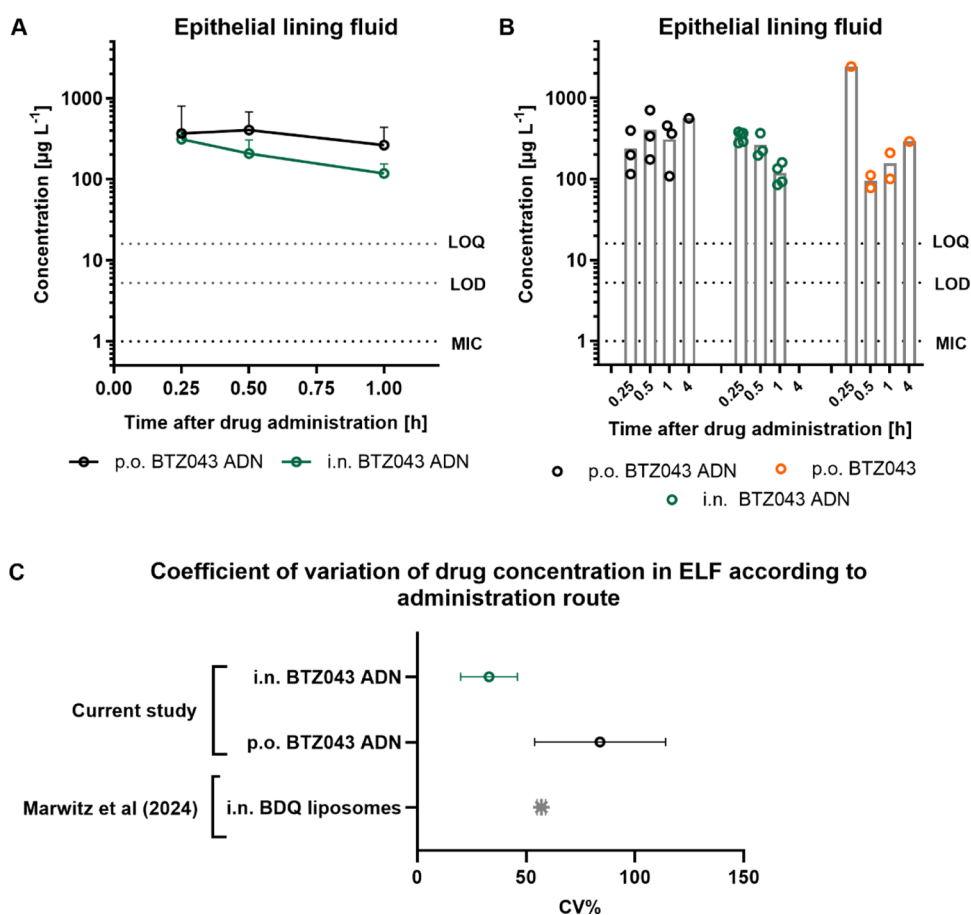 A
Epithelial lining fluid
Concentration [µg L⁻¹]
1000
100
10
1
LOQ
LOD
MIC
0.00
0.25
0.50
0.75
1.00
Time after drug administration [h]
p.o. BTZ043 ADN
i.n. BTZ043 ADN
B
Epithelial lining fluid
Concentration [µg L⁻¹]
1000
100
10
1
LOQ
LOD
MIC
0.25
0.5
1
4
0.25
0.5
1
4
0.25
0.5
1
4
Time after drug administration [h]
p.o. BTZ043 ADN
p.o. BTZ043
i.n. BTZ043 ADN
C
Coefficient of variation of drug concentration in ELF according to
administration route
Current study
i.n. BTZ043 ADN
p.o. BTZ043 ADN
Marwitz et al (2024)
i.n. BDQ liposomes
0
50
100
150
CV%